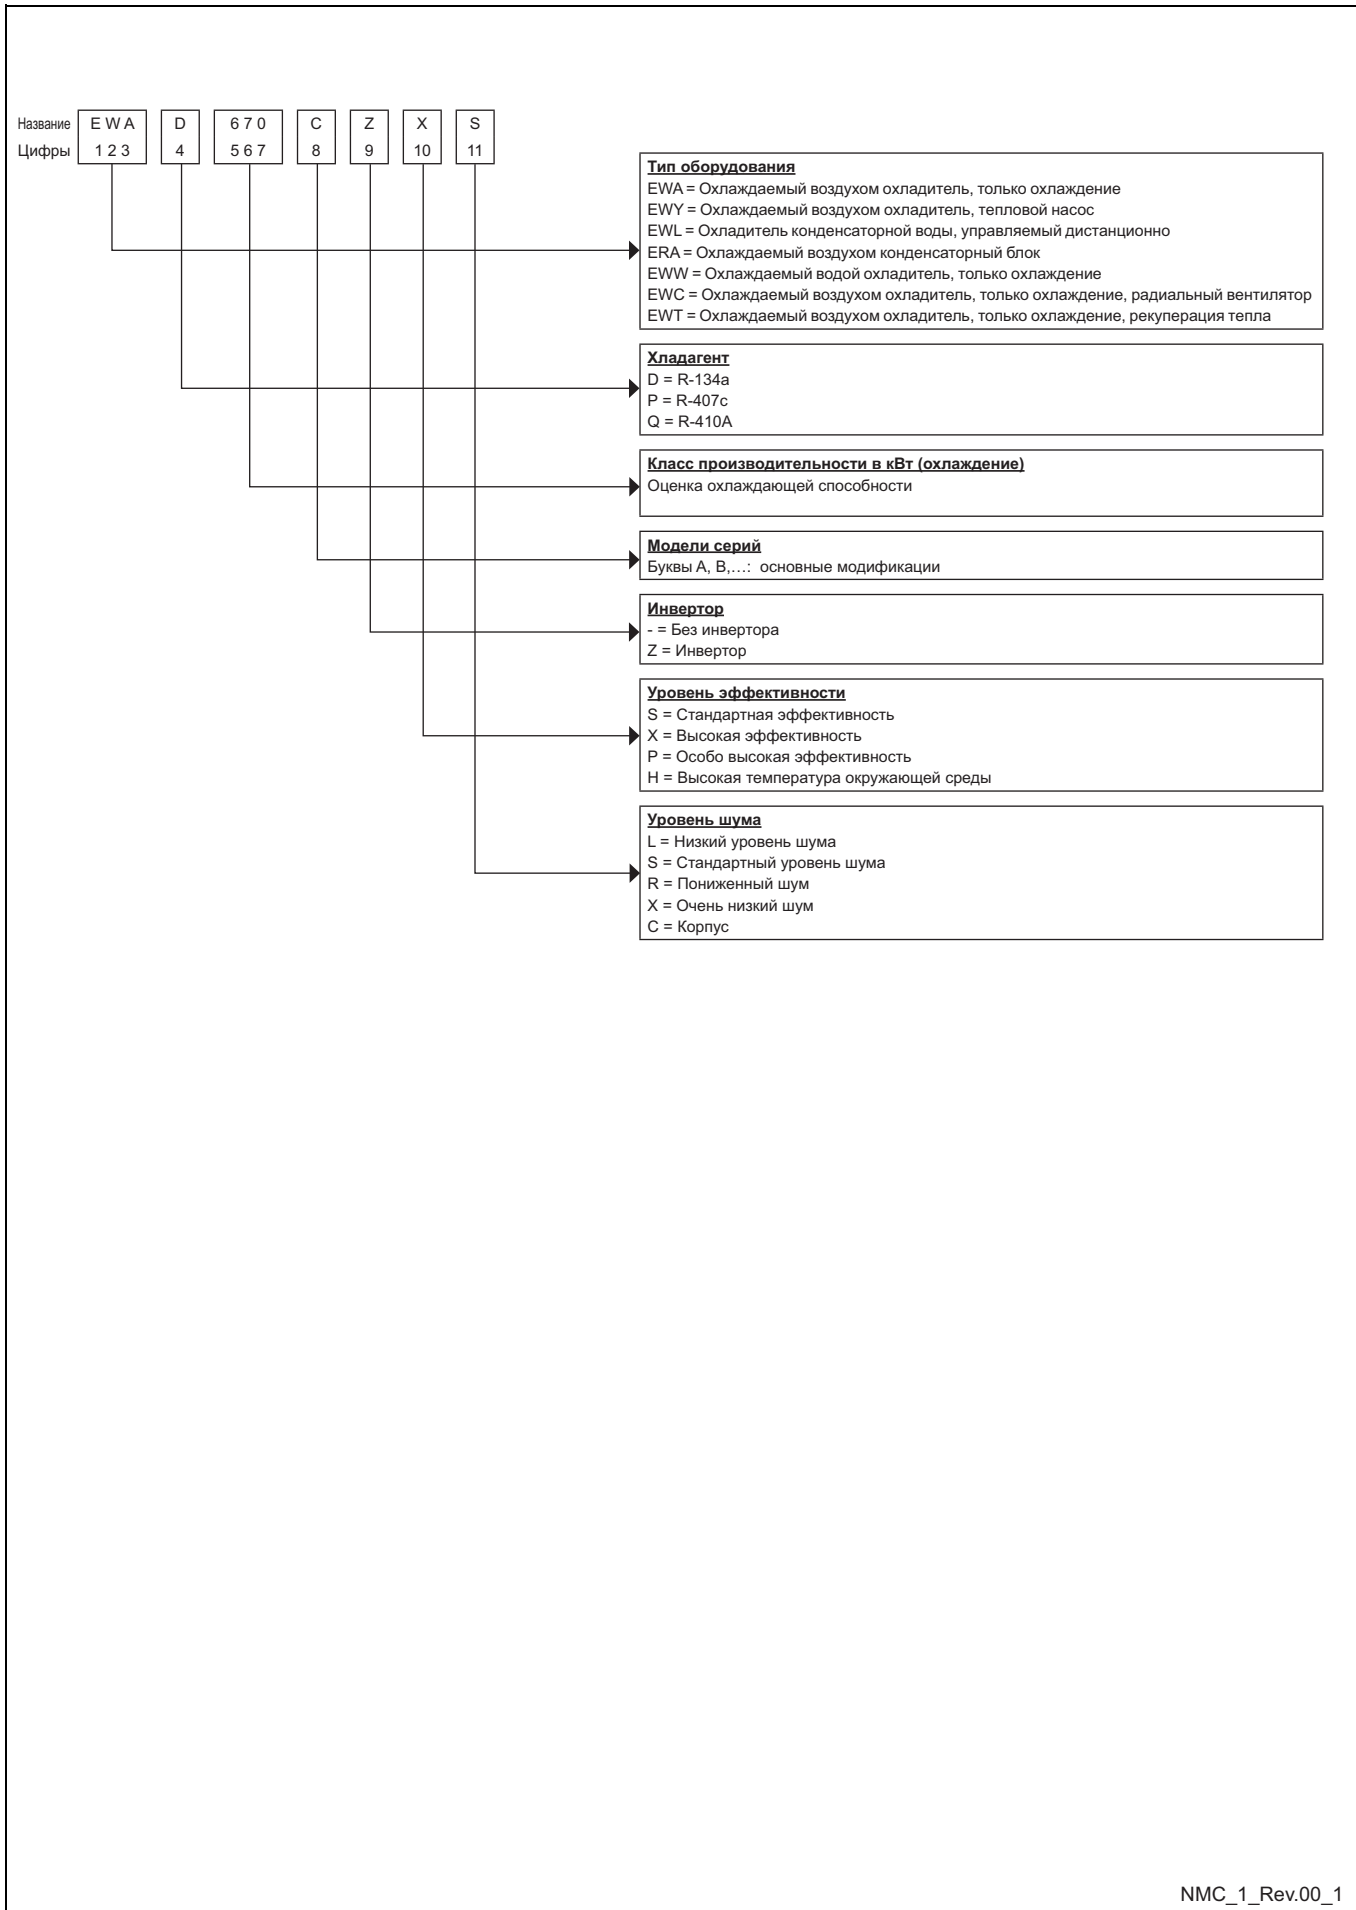 Название E W A D 6 7 0 C Z X S
Цифры 1 2 3 4 5 6 7 8 9 10 11
Тип оборудования
EWA = Охлаждаемый воздухом охладитель, только охлаждение
EWY = Охлаждаемый воздухом охладитель, тепловой насос
EWL = Охладитель конденсаторной воды, управляемый дистанционно
ERA = Охлаждаемый воздухом конденсаторный блок
EWW = Охлаждаемый водой охладитель, только охлаждение
EWC = Охлаждаемый воздухом охладитель, только охлаждение, радиальный вентилятор
EWT = Охлаждаемый воздухом охладитель, только охлаждение, рекуперация тепла
Хладагент
D = R-134a
P = R-407c
Q = R-410A
Класс производительности в кВт (охлаждение)
Оценка охлаждающей способности
Модели серий
Буквы A, B,…: основные модификации
Инвертор
- = Без инвертора
Z = Инвертор
Уровень эффективности
S = Стандартная эффективность
X = Высокая эффективность
P = Особо высокая эффективность
H = Высокая температура окружающей среды
Уровень шума
L = Низкий уровень шума
S = Стандартный уровень шума
R = Пониженный шум
X = Очень низкий шум
C = Корпус
NMC_1_Rev.00_1